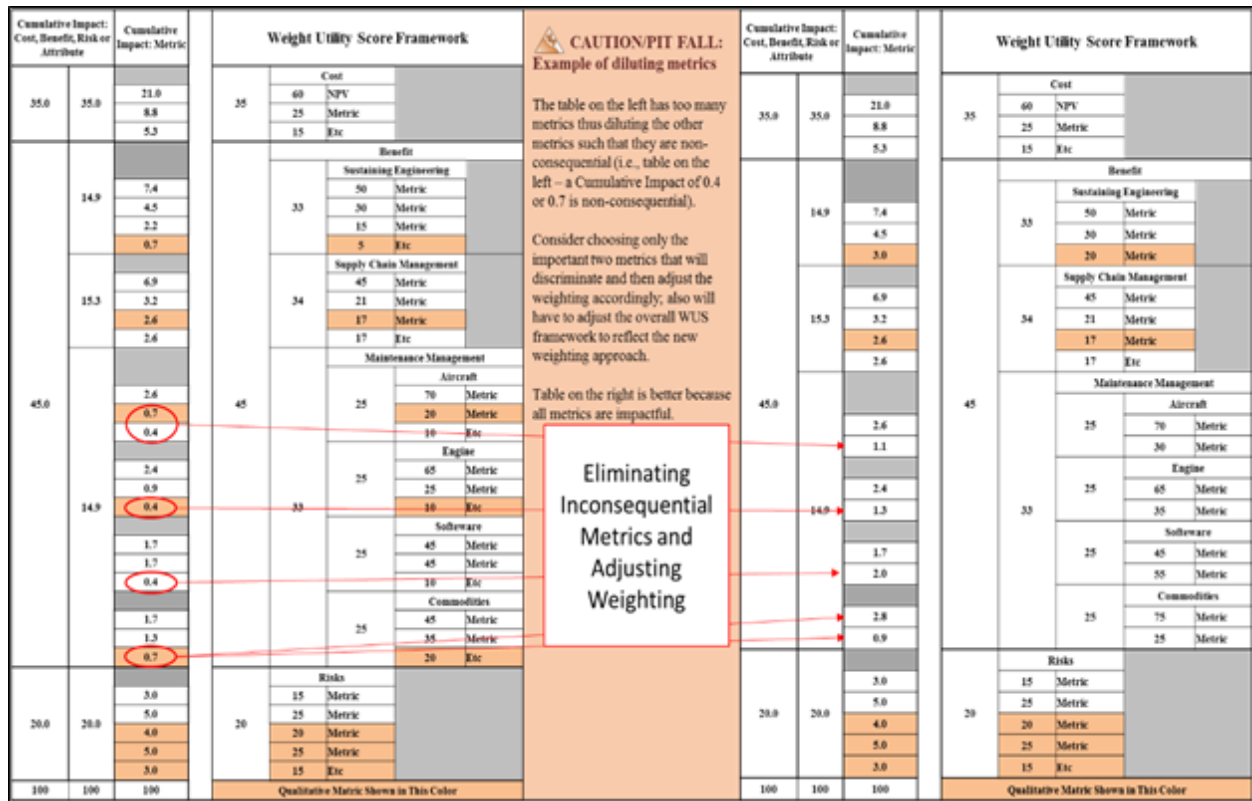 Cumulative Impact: Cost, Benefit, Risk or Attribute
Cumulative Impact: Metric
Weight Utility Score Framework
Cost
35.0 35.0 21.0 35 60 NPV
8.8 25 Metric
5.3 15 Etc
Benefit
Sustaining Engineering
45.0 14.9 7.4 45 33 50 Metric
4.5 30 Metric
2.2 15 Metric
0.7 5 Etc
Supply Chain Management
15.3 6.9 34 45 Metric
3.2 21 Metric
2.6 17 Metric
2.6 17 Etc
Maintenance Management
Aircraft
14.9 2.6 33 25 70 Metric
0.7 20 Metric
0.4 10 Etc
Engine
2.4 25 65 Metric
0.9 25 Metric
0.4 10 Etc
Softeware
1.7 25 45 Metric
1.7 45 Metric
0.4 10 Etc
Commodities
1.7 25 45 Metric
1.3 35 Metric
0.7 20 Etc
Risks
20.0 20.0 3.0 20 15 Metric
5.0 25 Metric
4.0 20 Metric
5.0 25 Metric
3.0 15 Etc
100 100 100 Qualitative Matric Shown in This Color
CAUTION/PIT FALL:
Example of diluting metrics
The table on the left has too many
metrics thus diluting the other
metrics such that they are non-
consequential (i.e., table on the
left – a Cumulative Impact of 0.4
or 0.7 is non-consequential).
Consider choosing only the
important two metrics that will
discriminate and then adjust the
weighting accordingly; also will
have to adjust the overall WUS
framework to reflect the new
weighting approach.
Table on the right is better because
all metrics are impactful.
Eliminating
Inconsequential
Metrics and
Adjusting
Weighting
Cumulative Impact: Cost, Benefit, Risk or Attribute
Cumulative Impact: Metric
Weight Utility Score Framework
Cost
35.0 35.0 21.0 35 60 NPV
8.8 25 Metric
5.3 15 Etc
Benefit
Sustaining Engineering
45.0 14.9 7.4 45 33 50 Metric
4.5 30 Metric
3.0 20 Metric
Supply Chain Management
15.3 6.9 34 45 Metric
3.2 21 Metric
2.6 17 Metric
2.6 17 Etc
Maintenance Management
Aircraft
14.9 2.6 33 25 70 Metric
1.1 30 Metric
Engine
2.4 25 65 Metric
1.3 35 Metric
Softeware
1.7 25 45 Metric
2.0 55 Metric
Commodities
2.8 25 75 Metric
0.9 25 Metric
Risks
20.0 20.0 3.0 20 15 Metric
5.0 25 Metric
4.0 20 Metric
5.0 25 Metric
3.0 15 Etc
100 100 100 Qualitative Matric Shown in This Color